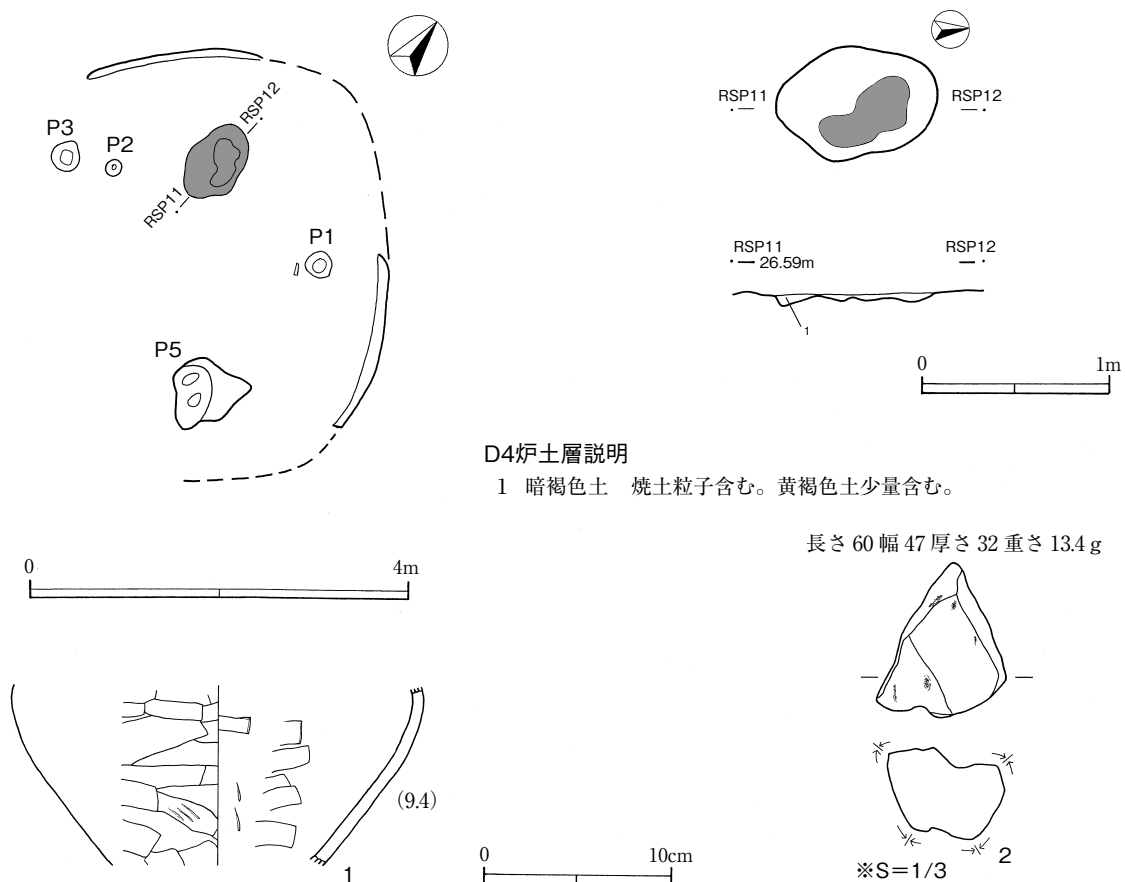 P3
P2
RSP12
RSP11
P1
P5
RSP11
RSP12
RSP11
RSP12
26.59m
1
0
1m
D4炉土層説明
1 暗褐色土 焼土粒子含む。黄褐色土少量含む。
0
4m
長さ 60 幅 47 厚さ 32 重さ 13.4 g
(9.4)
1
0
10cm
2
※S=1/3